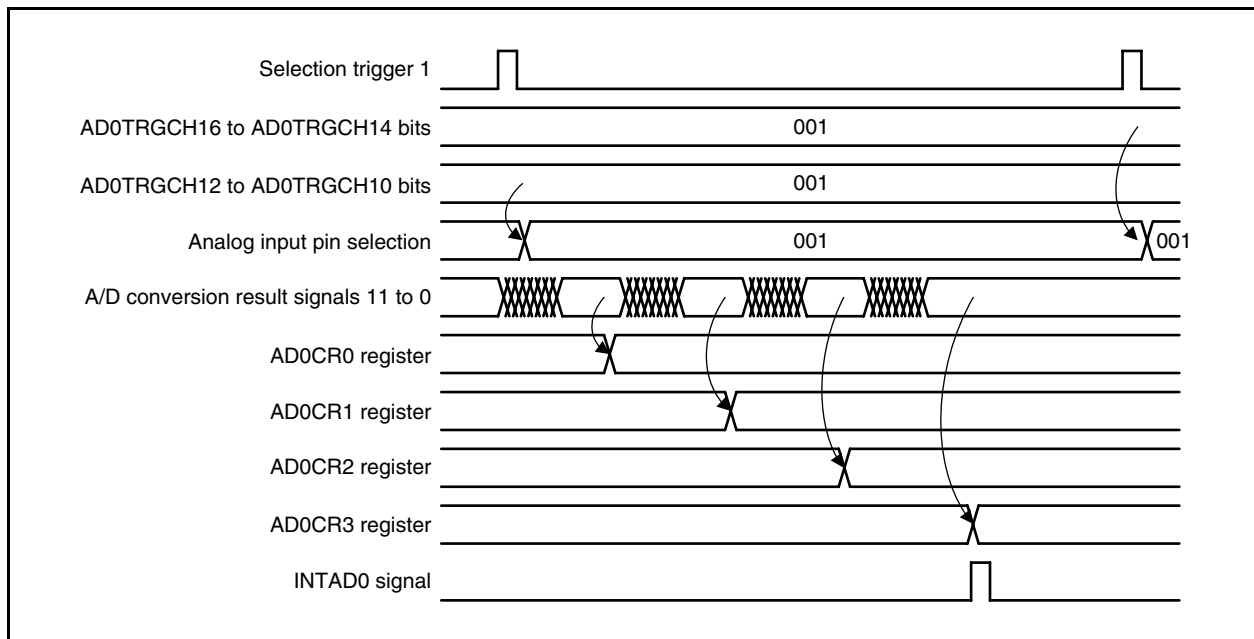 Selection trigger 1
AD0TRGCH16 to AD0TRGCH14 bits
001
AD0TRGCH12 to AD0TRGCH10 bits
001
Analog input pin selection
001
001
A/D conversion result signals 11 to 0
AD0CR0 register
AD0CR1 register
AD0CR2 register
AD0CR3 register
INTAD0 signal